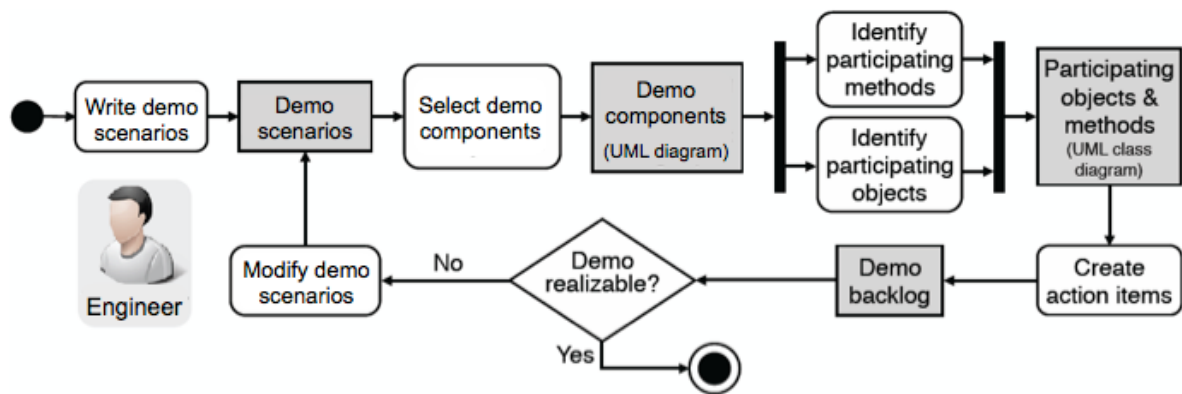 Write demo
scenarios
Demo
scenarios
Select demo
components
Demo
components
(UML diagram)
Identify
participating
methods
Identify
participating
objects
Participating
objects &
methods
(UML class
diagram)
Engineer
Modify demo
scenarios
No
Demo
realizable?
Yes
Demo
backlog
Create
action items